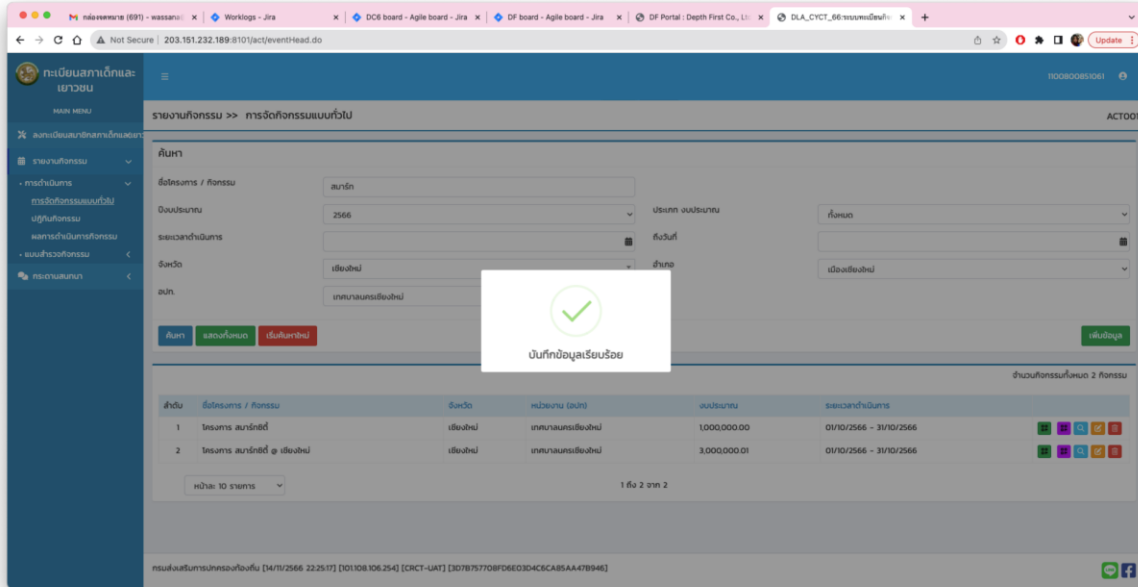 กล่องจดหมาย (691) - wassana
Worklogs - Jira
DC6 board - Agile board - Jira
DF board - Agile board - Jira
DF Portal : Depth First Co., Lt
DLA_CYCT_66:ระบบทะเบียน
Not Secure | 203.151.232.189:8101/act/eventHead.do
Update
ทะเบียนสภาเด็กและเยาวชน
1100800851061
MAIN MENU
รายงานกิจกรรม >> การจัดกิจกรรมแบบทั่วไป
ACT001
ลงทะเบียนสมาชิกสภาเด็กและเยาว
ค้นหา
รายงานกิจกรรม
• การดำเนินการ
ชื่อโครงการ / กิจกรรม
สมาร์ท
การจัดกิจกรรมแบบทั่วไป
ปีงบประมาณ
2566
ประเภท งบประมาณ
ทั้งหมด
ปฏิทินกิจกรรม
ผลการดำเนินการกิจกรรม
ระยะเวลาดำเนินการ
ถึงวันที่
• แบบสำรวจกิจกรรม
จังหวัด
เชียงใหม่
อำเภอ
เมืองเชียงใหม่
กระดานสนทนา
อปท.
เทศบาลนครเชียงใหม่
ค้นหา
แสดงทั้งหมด
เริ่มค้นหาใหม่
เพิ่มข้อมูล
บันทึกข้อมูลเรียบร้อย
จำนวนกิจกรรมทั้งหมด 2 กิจกรรม
ลำดับ ชื่อโครงการ / กิจกรรม จังหวัด หน่วยงาน (อปท) งบประมาณ ระยะเวลาดำเนินการ
1 โครงการ สมาร์ทซิตี้ เชียงใหม่ เทศบาลนครเชียงใหม่ 1,000,000.00 01/10/2566 - 31/10/2566
2 โครงการ สมาร์ทซิตี้ @ เชียงใหม่ เชียงใหม่ เทศบาลนครเชียงใหม่ 3,000,000.01 01/10/2566 - 31/10/2566
หน้าละ 10 รายการ
1 ถึง 2 จาก 2
กรมส่งเสริมการปกครองท้องถิ่น [14/11/2566 22:25:17] [101.108.106.254] [CRCT-UAT] [3D7B757708FD6ED3D4C6CA85AA47B946]